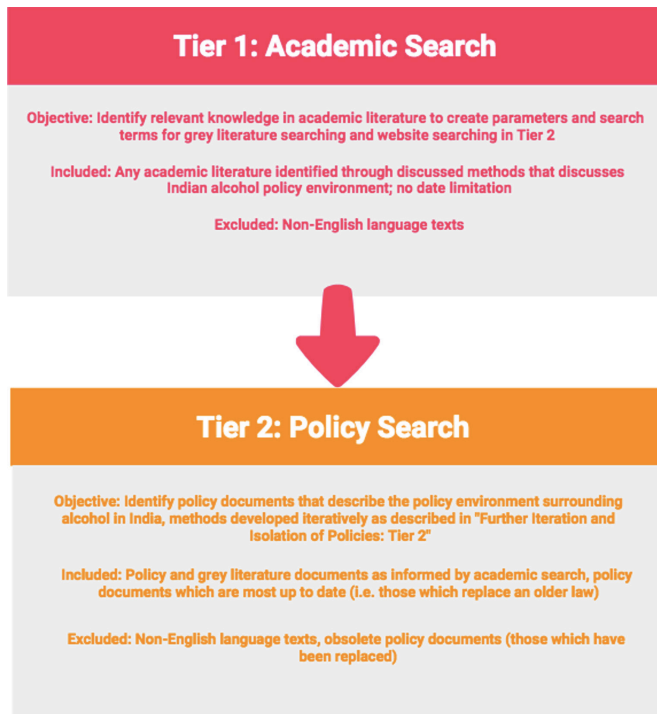 Tier 1: Academic Search
Objective: Identify relevant knowledge in academic literature to create parameters and search
terms for grey literature searching and website searching in Tier 2
Included: Any academic literature identified through discussed methods that discusses
Indian alcohol policy environment; no date limitation
Excluded: Non-English language texts
Tier 2: Policy Search
Objective: Identify policy documents that describe the policy environment surrounding
alcohol in India, methods developed iteratively as described in "Further Iteration and
Isolation of Policies: Tier 2"
Included: Policy and grey literature documents as informed by academic search, policy
documents which are most up to date (i.e. those which replace an older law)
Excluded: Non-English language texts, obsolete policy documents (those which have
been replaced)